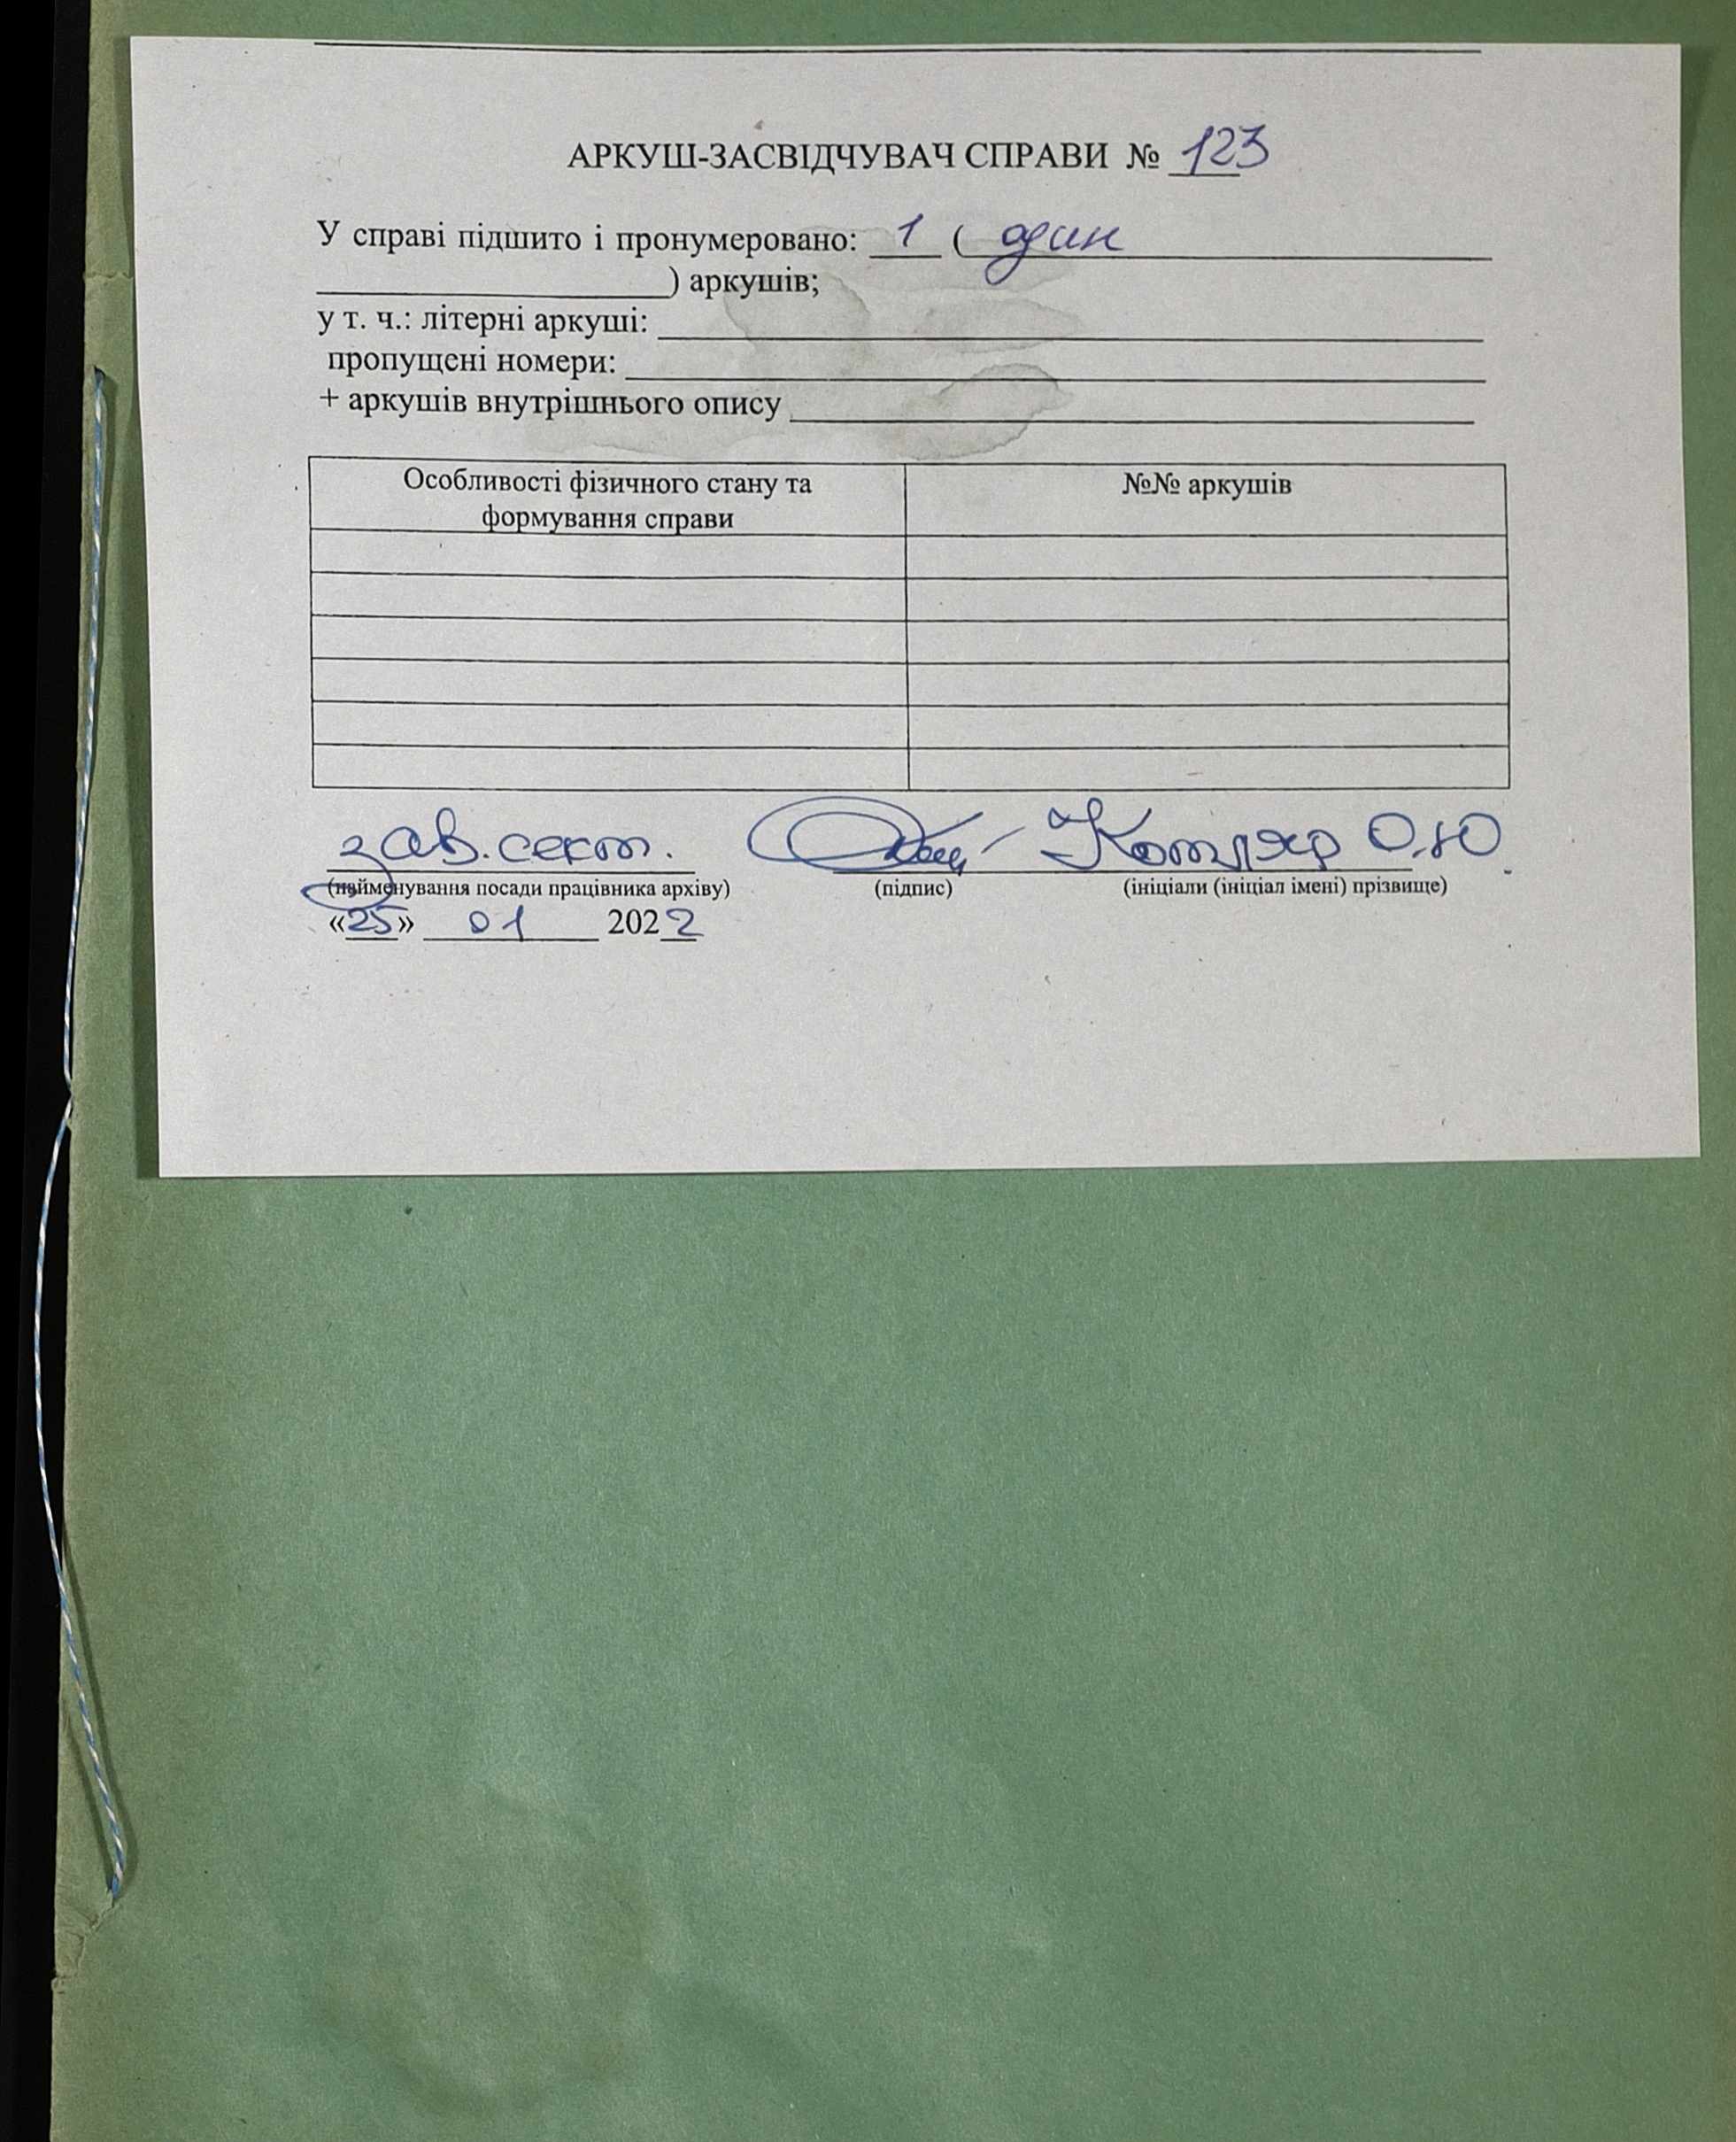 АРКУШ-ЗАСВІДЧУВАЧ СПРАВИ № 123
У справі підшито і пронумеровано: 1 ( один
) аркушів;
у т. ч.: літерні аркуші:
пропущені номери:
+ аркушів внутрішнього опису
Особливості фізичного стану та формування справи
№№ аркушів
зав. сект. Котляр О.Ю
(найменування посади працівника архіву) (підпис) (ініціали (ініціал імені) прізвище)
«25» 01 2022